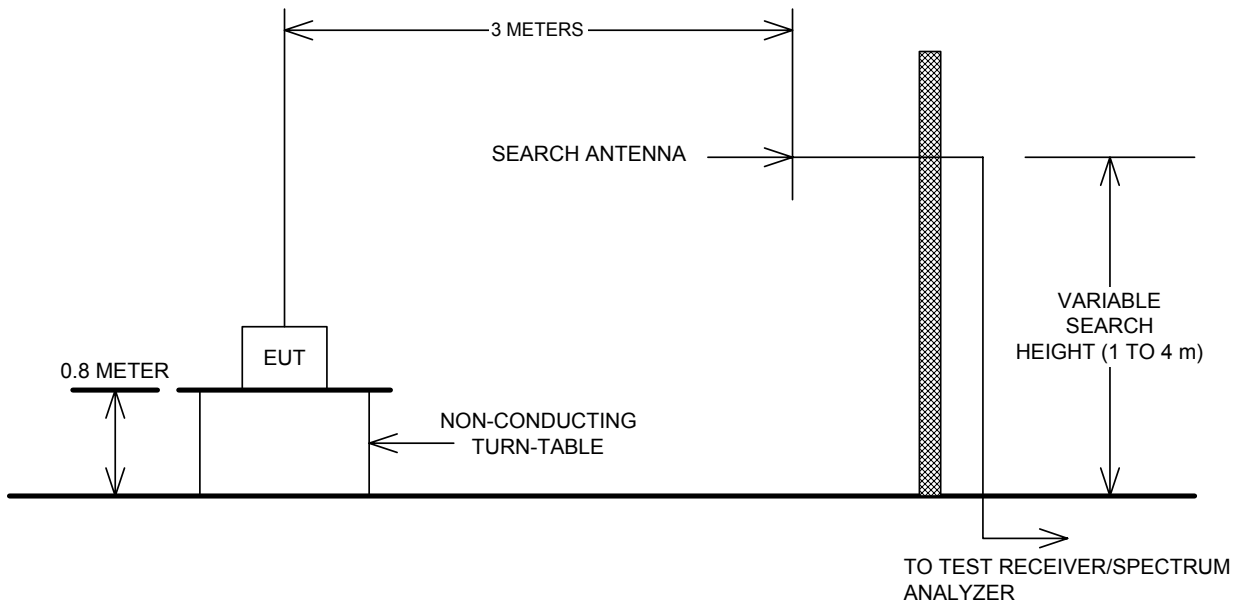 3 METERS
SEARCH ANTENNA
VARIABLE
SEARCH
HEIGHT (1 TO 4 m)
EUT
0.8 METER
NON-CONDUCTING
TURN-TABLE
TO TEST RECEIVER/SPECTRUM
ANALYZER